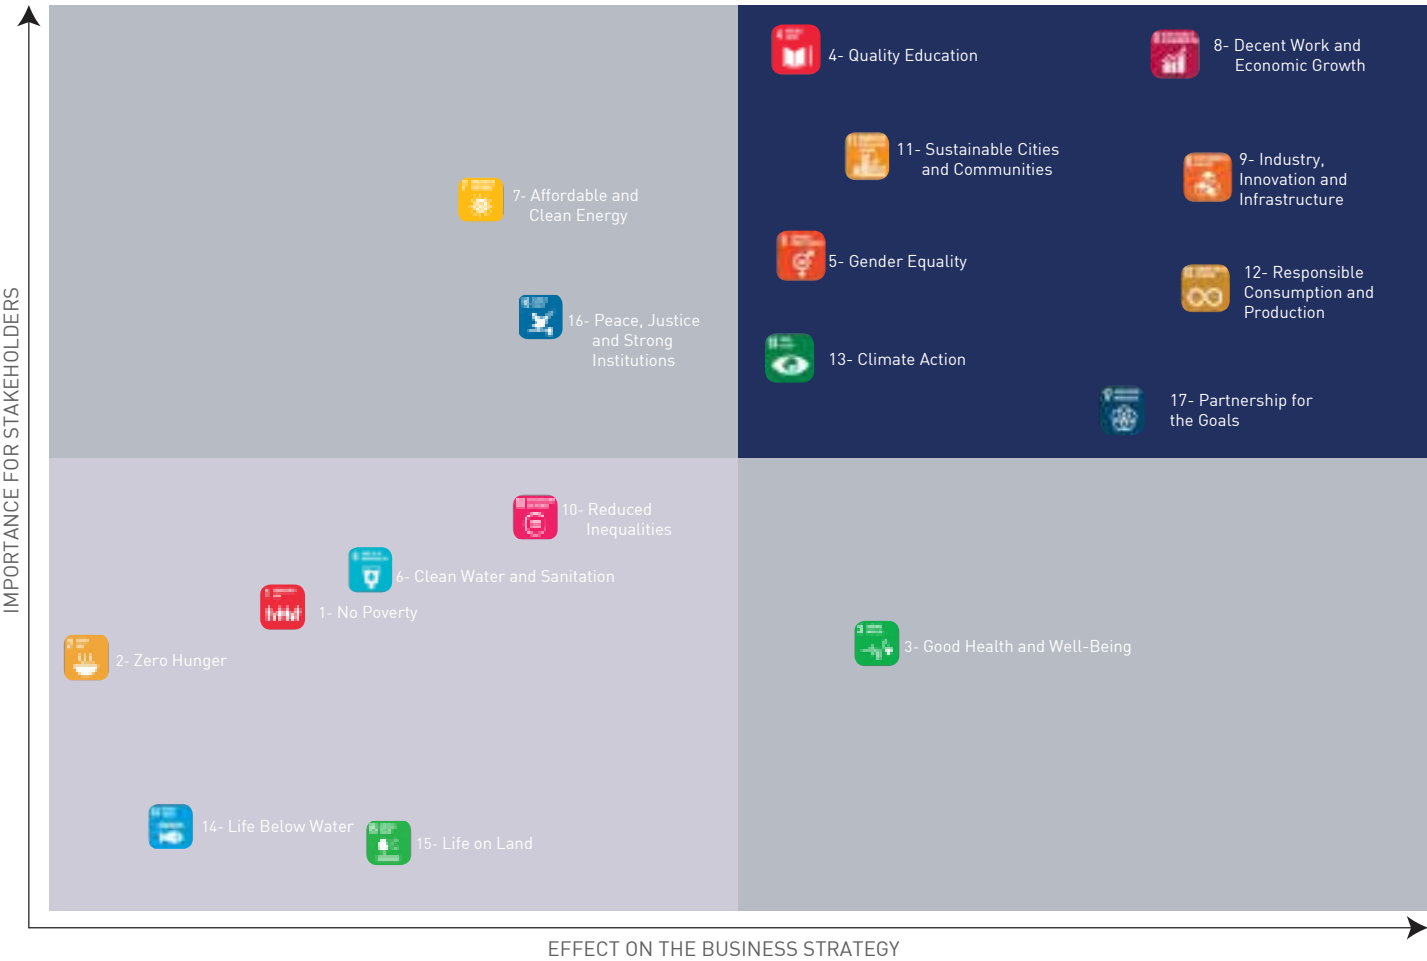 IMPORTANCE FOR STAKEHOLDERS
4- Quality Education
8- Decent Work and
Economic Growth
11- Sustainable Cities
and Communities
9- Industry,
Innovation and
Infrastructure
7- Affordable and
Clean Energy
5- Gender Equality
12- Responsible
Consumption and
Production
16- Peace, Justice
and Strong
Institutions
13- Climate Action
17- Partnership for
the Goals
10- Reduced
Inequalities
6- Clean Water and Sanitation
1- No Poverty
2- Zero Hunger
3- Good Health and Well-Being
14- Life Below Water
15- Life on Land
EFFECT ON THE BUSINESS STRATEGY